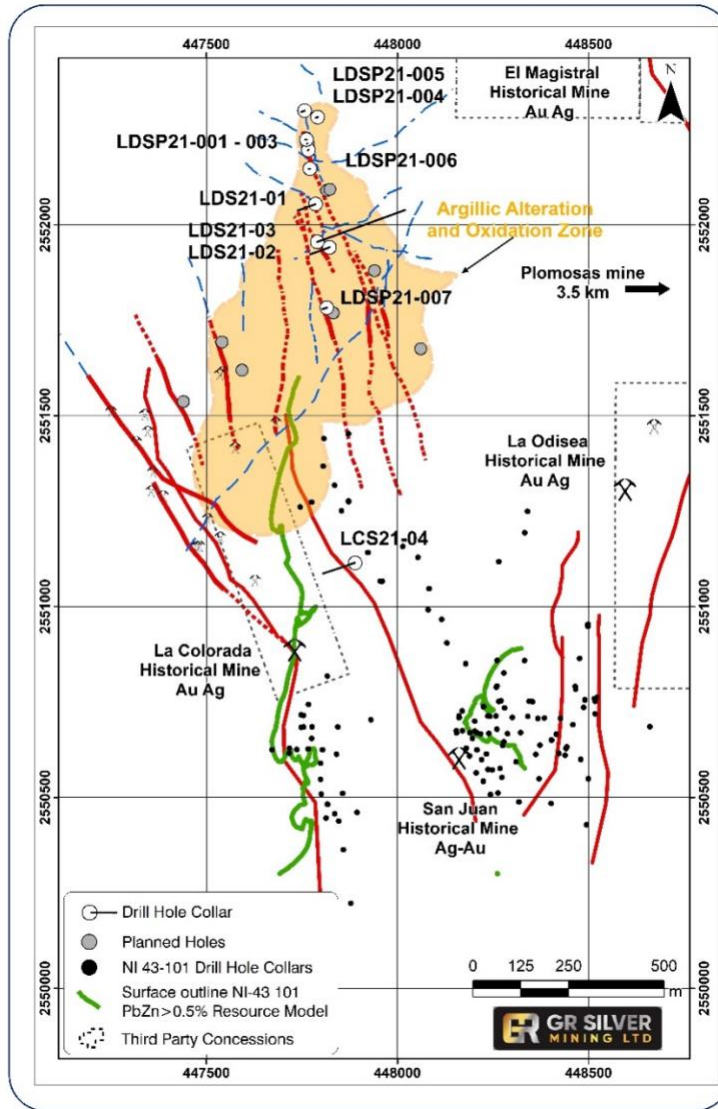 447500
448000
448500
LDSP21-005
LDSP21-004
El Magistral
Historical Mine
Au Ag
N
LDSP21-001 - 003
LDSP21-006
LDS21-01
LDS21-03
LDS21-02
Argillic Alteration
and Oxidation Zone
Plomosas mine
3.5 km
LDSP21-007
2552000
2552000
2551500
2551500
La Odisea
Historical Mine
Au Ag
LCS21-04
2551000
2551000
La Colorada
Historical Mine
Au Ag
2550500
2550500
San Juan
Historical Mine
Ag-Au
Drill Hole Collar
Planned Holes
NI 43-101 Drill Hole Collars
Surface outline NI-43 101
PbZn>0.5% Resource Model
Third Party Concessions
2550000
2550000
0 125 250 500
m
GR GR SILVER
MINING LTD
447500
448000
448500